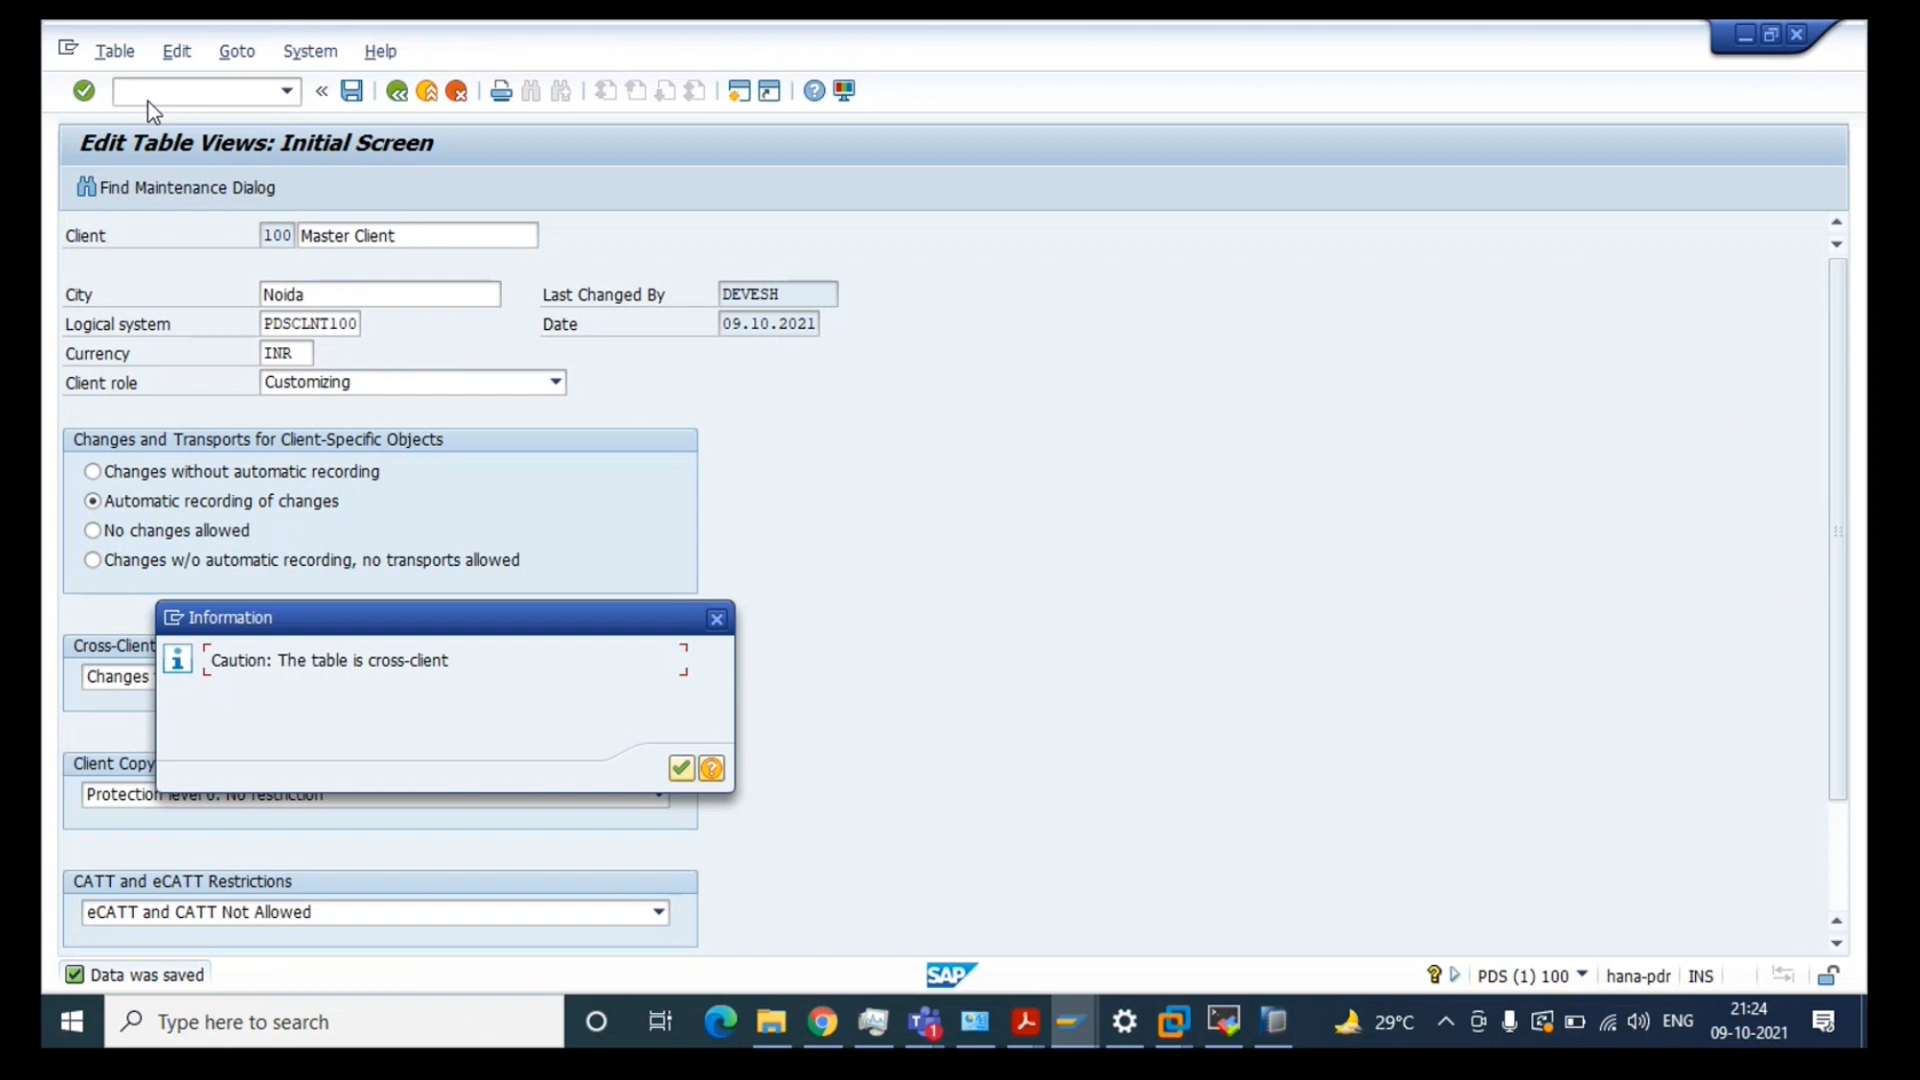 Table Edit Goto System Help
Edit Table Views: Initial Screen
Find Maintenance Dialog
Client 100 Master Client
City Noida Last Changed By DEVESH
Logical system PDSCLNT100 Date 09.10.2021
Currency INR
Client role Customizing
Changes and Transports for Client-Specific Objects
Changes without automatic recording
Automatic recording of changes
No changes allowed
Changes w/o automatic recording, no transports allowed
Information
Cross-Client
Caution: The table is cross-client
Changes
Client Copy
Protection level 0: No restriction
CATT and eCATT Restrictions
eCATT and CATT Not Allowed
Data was saved
SAP
PDS (1) 100 hana-pdr INS
Type here to search
1
29°C
ENG
21:24
09-10-2021